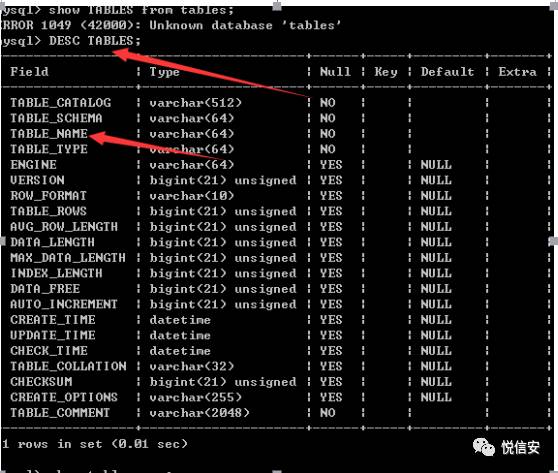 mysql> show TABLES from tables;
ERROR 1049 (42000): Unknown database 'tables'
mysql> DESC TABLES;
Field | Type | Null | Key | Default | Extra |
TABLE_CATALOG | varchar(512) | NO | | | |
TABLE_SCHEMA | varchar(64) | NO | | | |
TABLE_NAME | varchar(64) | NO | | | |
TABLE_TYPE | varchar(64) | NO | | | |
ENGINE | varchar(64) | YES | | NULL | |
VERSION | bigint(21) unsigned | YES | | NULL | |
ROW_FORMAT | varchar(10) | YES | | NULL | |
TABLE_ROWS | bigint(21) unsigned | YES | | NULL | |
AVG_ROW_LENGTH | bigint(21) unsigned | YES | | NULL | |
DATA_LENGTH | bigint(21) unsigned | YES | | NULL | |
MAX_DATA_LENGTH | bigint(21) unsigned | YES | | NULL | |
INDEX_LENGTH | bigint(21) unsigned | YES | | NULL | |
DATA_FREE | bigint(21) unsigned | YES | | NULL | |
AUTO_INCREMENT | bigint(21) unsigned | YES | | NULL | |
CREATE_TIME | datetime | YES | | NULL | |
UPDATE_TIME | datetime | YES | | NULL | |
CHECK_TIME | datetime | YES | | NULL | |
TABLE_COLLATION | varchar(32) | YES | | NULL | |
CHECKSUM | bigint(21) unsigned | YES | | NULL | |
CREATE_OPTIONS | varchar(255) | YES | | NULL | |
TABLE_COMMENT | varchar(2048) | NO | | | |
1 rows in set (0.01 sec)
悦信安